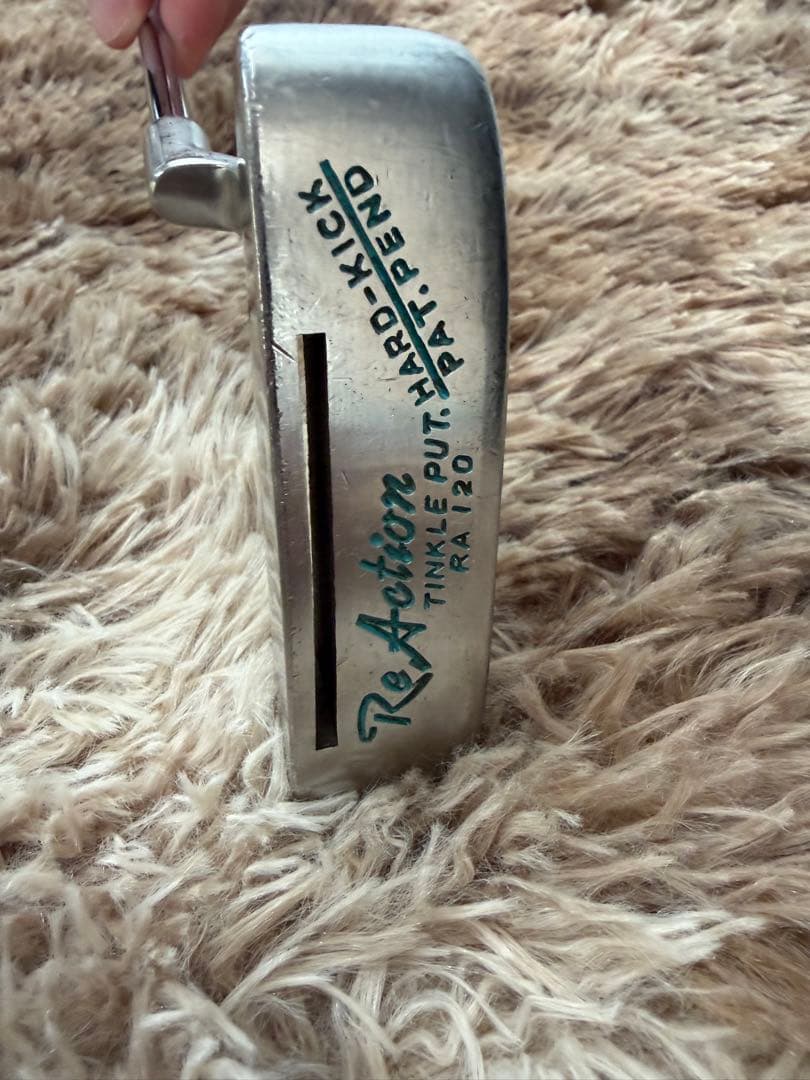 ReAction
TINKLE PUT.
RA 120
HARD-KICK
PAT. PEND